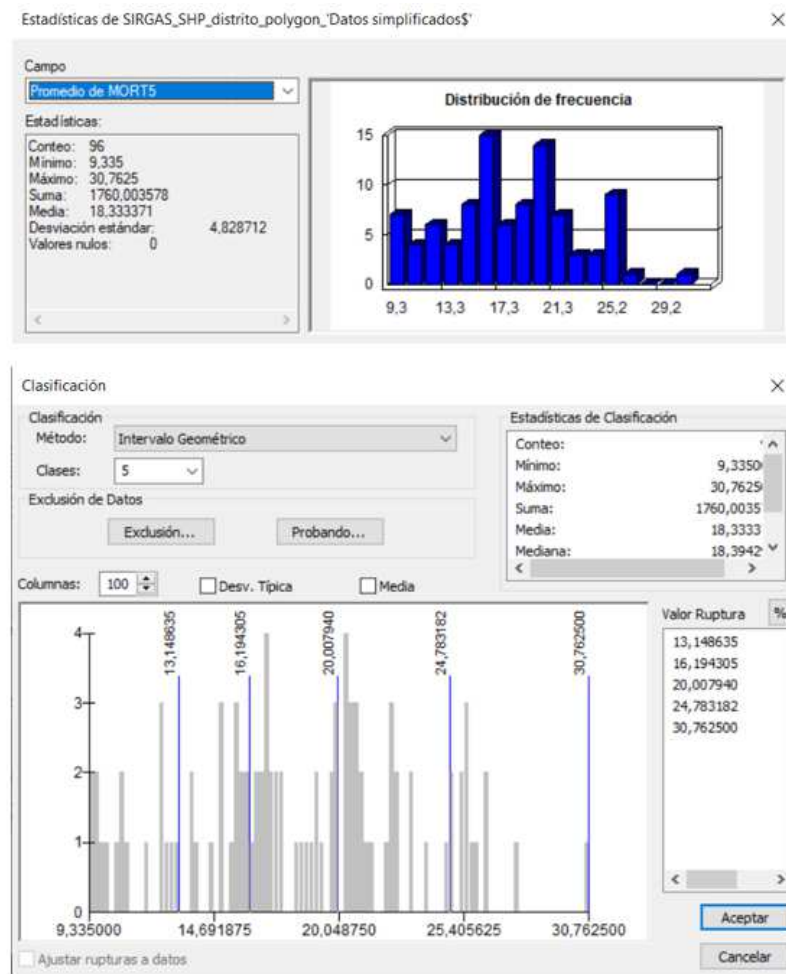 Estadísticas de SIRGAS_SHP_distrito_polygon_'Datos simplificados$'
Campo
Promedio de MORT5
Estadísticas:
Conteo: 96
Mínimo: 9,335
Máximo: 30,7625
Suma: 1760,003578
Media: 18,333371
Desviación estándar: 4,828712
Valores nulos: 0
Distribución de frecuencia
15
10
5
0
9,3 13,3 17,3 21,3 25,2 29,2
Clasificación
Clasificación
Método: Intervalo Geométrico
Clases: 5
Exclusión de Datos
Exclusión... Probando...
Estadísticas de Clasificación
Conteo:
Mínimo: 9,3350
Máximo: 30,7625
Suma: 1760,0035
Media: 18,3333
Mediana: 18,3942
Columnas: 100 Desv. Típica Media
Valor Ruptura %
13,148635
16,194305
20,007940
24,783182
30,762500
4
3
2
1
0
13,148635 16,194305 20,007940 24,783182 30,762500
9,335000 14,691875 20,048750 25,405625 30,762500
Ajustar rupturas a datos
Aceptar
Cancelar